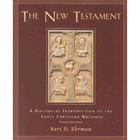 THE NEW TESTAMENT
A HISTORICAL INTRODUCTION TO THE
EARLY CHRISTIAN WRITINGS
Bart D. Ehrman